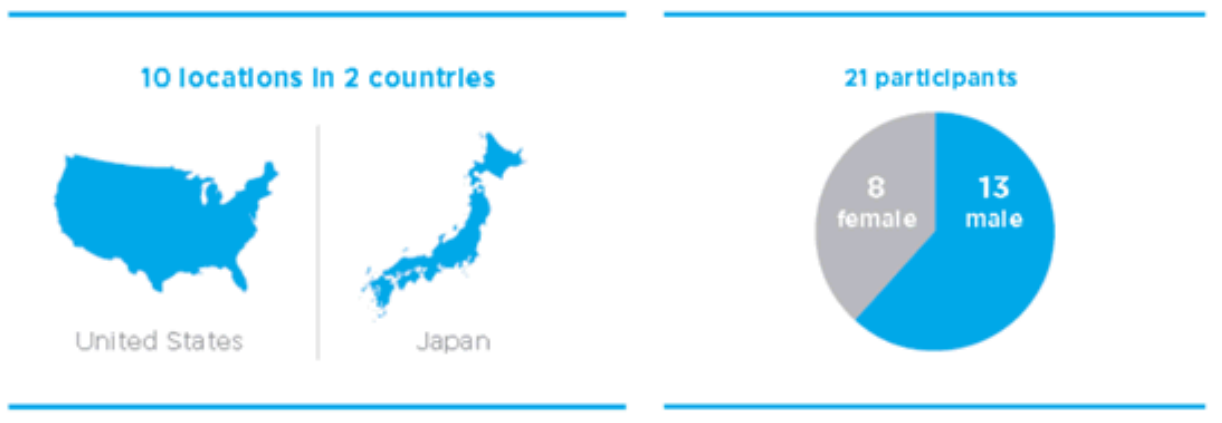 10 locations in 2 countries
United States
Japan
21 participants
8
female
13
male